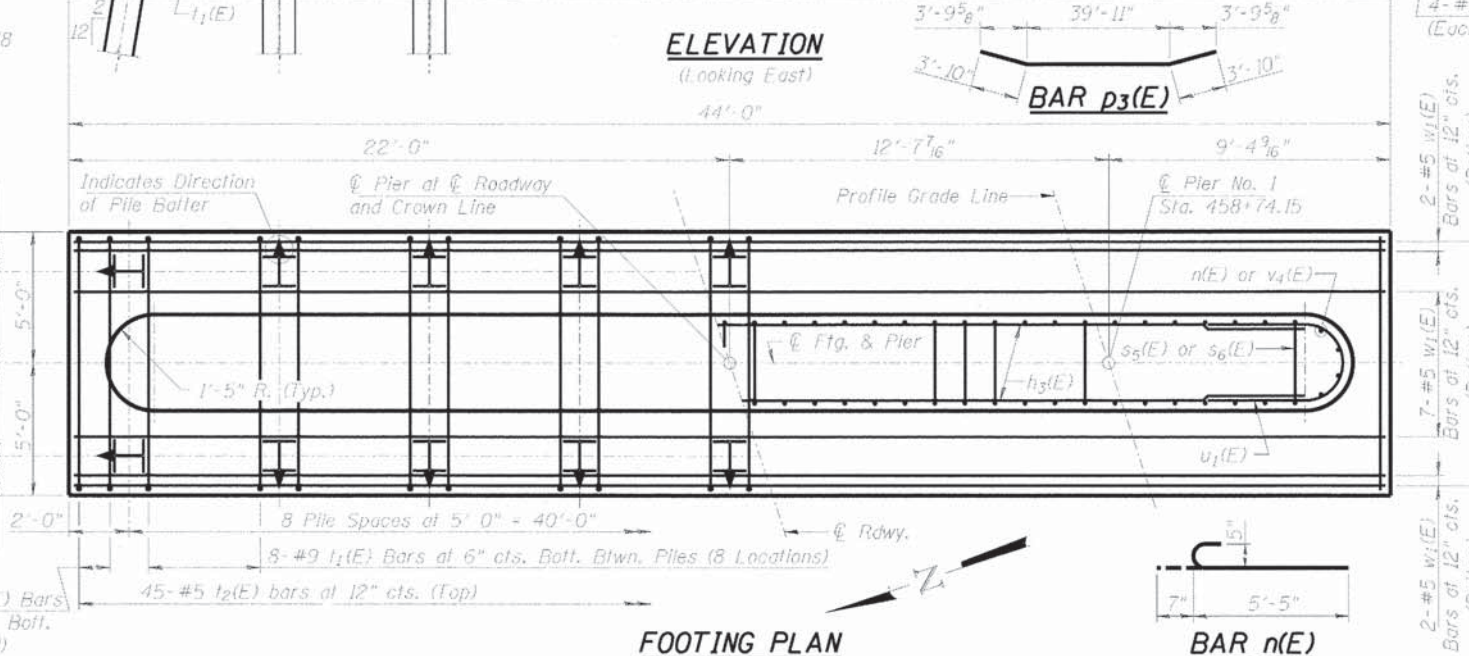 3'-9⅝" 39'-11" 3'-9⅝"
2
12
t₁(E)
ELEVATION
(Looking East)
3'-10" 3'-10"
BAR p₃(E)
4-#
44'-0"
22'-0" 12'-7⁷⁄₁₆" 9'-4⁹⁄₁₆"
Indicates Direction
of Pile Batter
℄ Pier at ℄ Roadway
and Crown Line
Profile Grade Line
℄ Pier No. 1
Sta. 458+74.15
2-#5 w₁(E)
Bars at 12" cts.
n(E) or v₄(E)
5'-0"
℄ Ftg. & Pier
s₅(E) or s₆(E)
h₃(E)
1'-5" R. (Typ.)
7-#5 w₁(E)
Bars at 12" cts.
5'-0"
u₁(E)
2'-0"
8 Pile Spaces at 5'-0" = 40'-0"
℄ Rdwy.
8-#9 t₁(E) Bars at 6" cts. Bott. Btwn. Piles (8 Locations)
) Bars
Bott.
45-#5 t₂(E) bars at 12" cts. (Top)
Z
5"
7" 5'-5"
2-#5 w₁(E)
Bars at 12" cts.
FOOTING PLAN
BAR n(E)